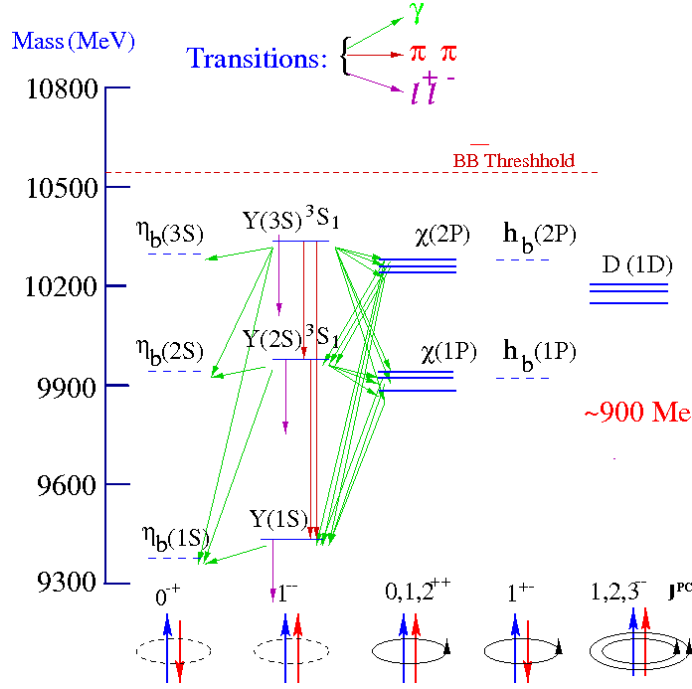 γ
Mass (MeV)
Transitions: { π π
l⁺l⁻
10800
BB̅ Threshhold
10500
η_b(3S) Y(3S) ³S₁ χ(2P) h_b(2P)
D (1D)
10200
η_b(2S) Y(2S) ³S₁ χ(1P) h_b(1P)
9900
~900 Me
9600
η_b(1S) Y(1S)
9300
0⁻⁺ 1⁻⁻ 0,1,2⁺⁺ 1⁺⁻ 1,2,3⁻⁻ J^PC